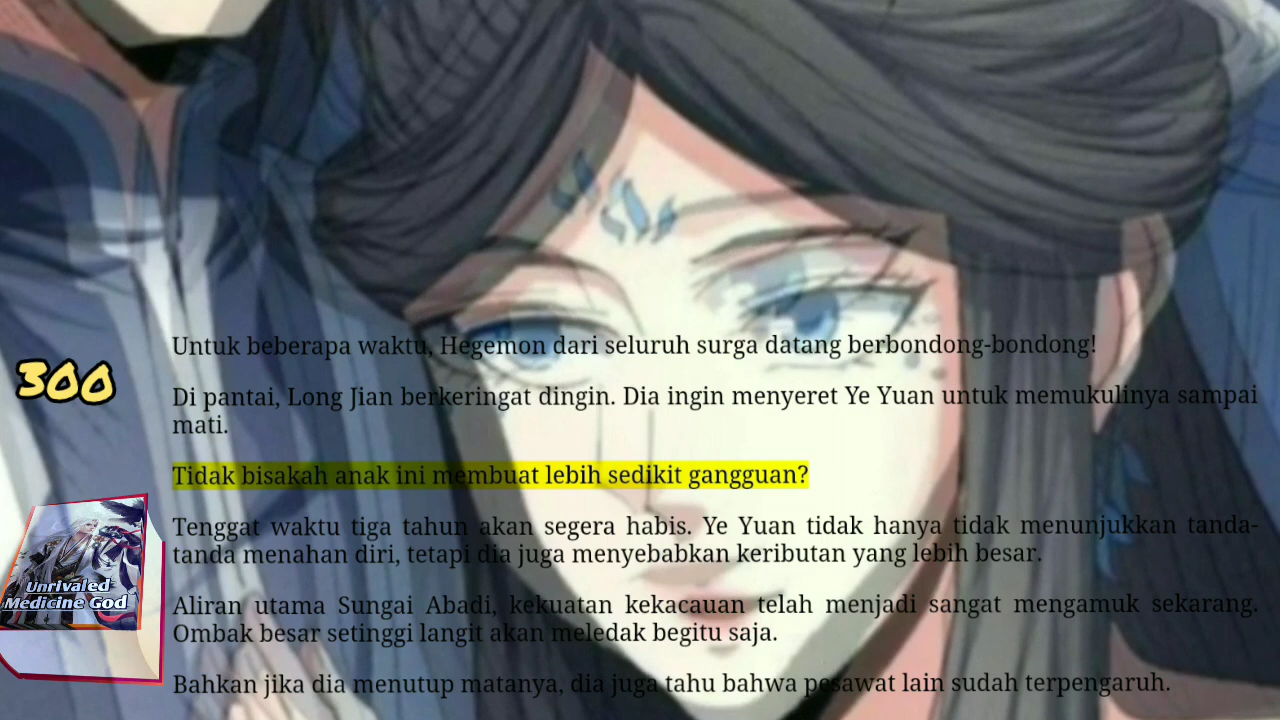 Untuk beberapa waktu, Hegemon dari seluruh surga datang berbondong-bondong!
300
Di pantai, Long Jian berkeringat dingin. Dia ingin menyeret Ye Yuan untuk memukulinya sampai
mati.
Tidak bisakah anak ini membuat lebih sedikit gangguan?
Tenggat waktu tiga tahun akan segera habis. Ye Yuan tidak hanya tidak menunjukkan tanda-
tanda menahan diri, tetapi dia juga menyebabkan keributan yang lebih besar.
Unrivaled
Medicine God
Aliran utama Sungai Abadi, kekuatan kekacauan telah menjadi sangat mengamuk sekarang.
Ombak besar setinggi langit akan meledak begitu saja.
Bahkan jika dia menutup matanya, dia juga tahu bahwa pesawat lain sudah terpengaruh.